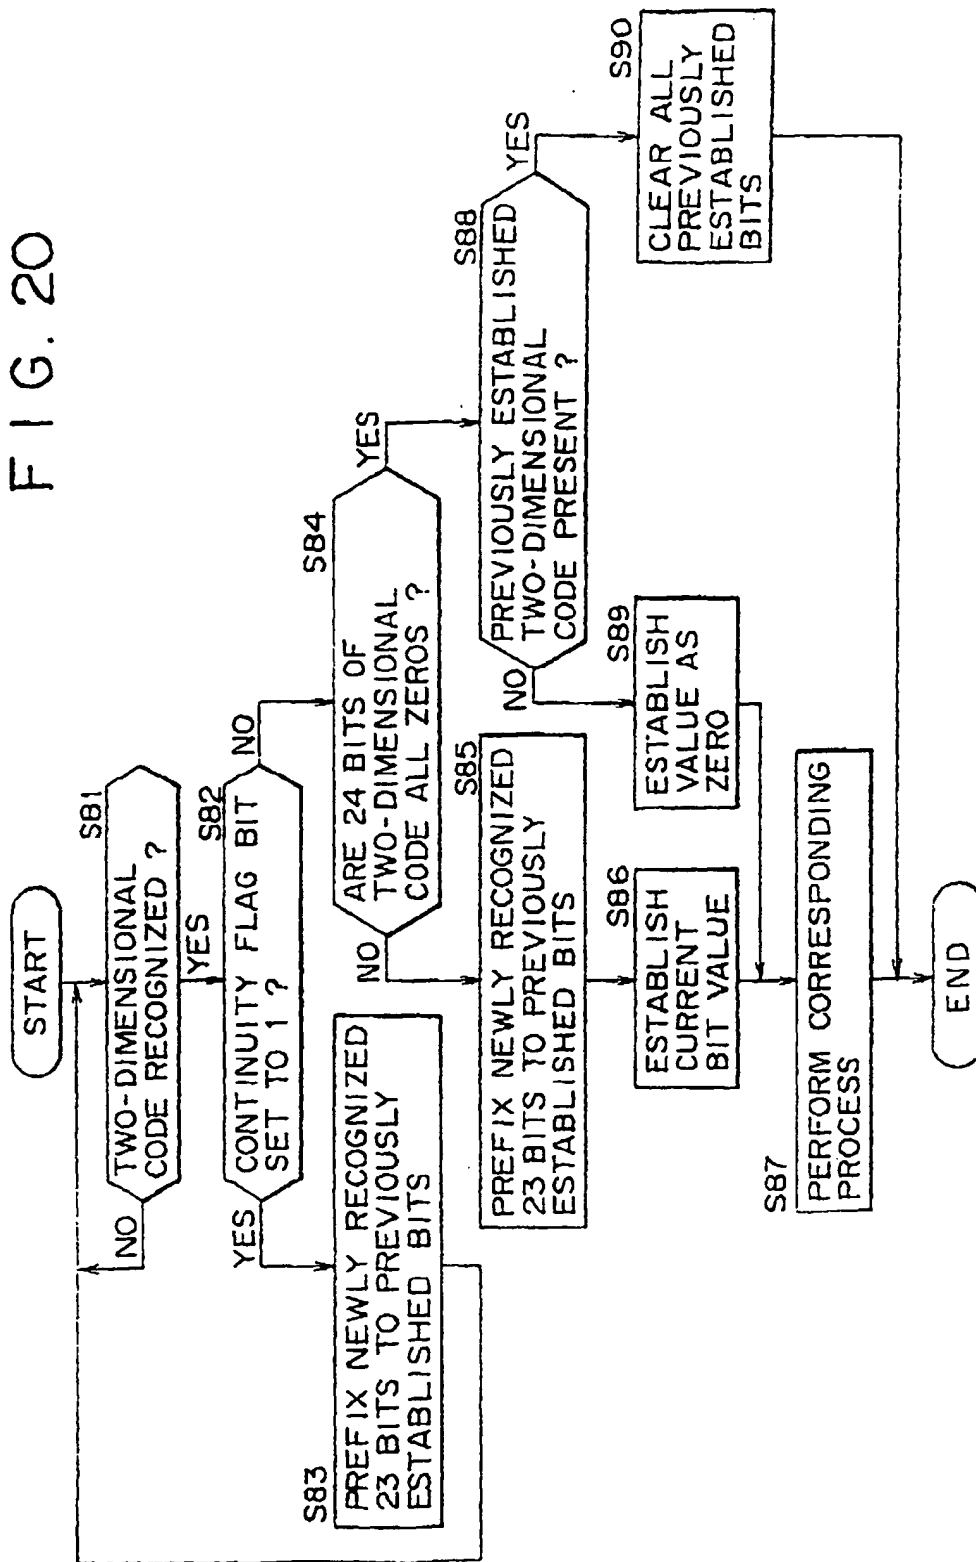 FIG. 20
START
S81
TWO-DIMENSIONAL
CODE RECOGNIZED ?
NO
YES
S82
CONTINUITY FLAG BIT
SET TO 1 ?
YES
NO
S83
PREFIX NEWLY RECOGNIZED
23 BITS TO PREVIOUSLY
ESTABLISHED BITS
S84
ARE 24 BITS OF
TWO-DIMENSIONAL
CODE ALL ZEROS ?
NO
YES
S85
PREFIX NEWLY RECOGNIZED
23 BITS TO PREVIOUSLY
ESTABLISHED BITS
S88
PREVIOUSLY ESTABLISHED
TWO-DIMENSIONAL
CODE PRESENT ?
NO
YES
S86
ESTABLISH
CURRENT
BIT VALUE
S89
ESTABLISH
VALUE AS
ZERO
S90
CLEAR ALL
PREVIOUSLY
ESTABLISHED
BITS
S87
PERFORM CORRESPONDING
PROCESS
END